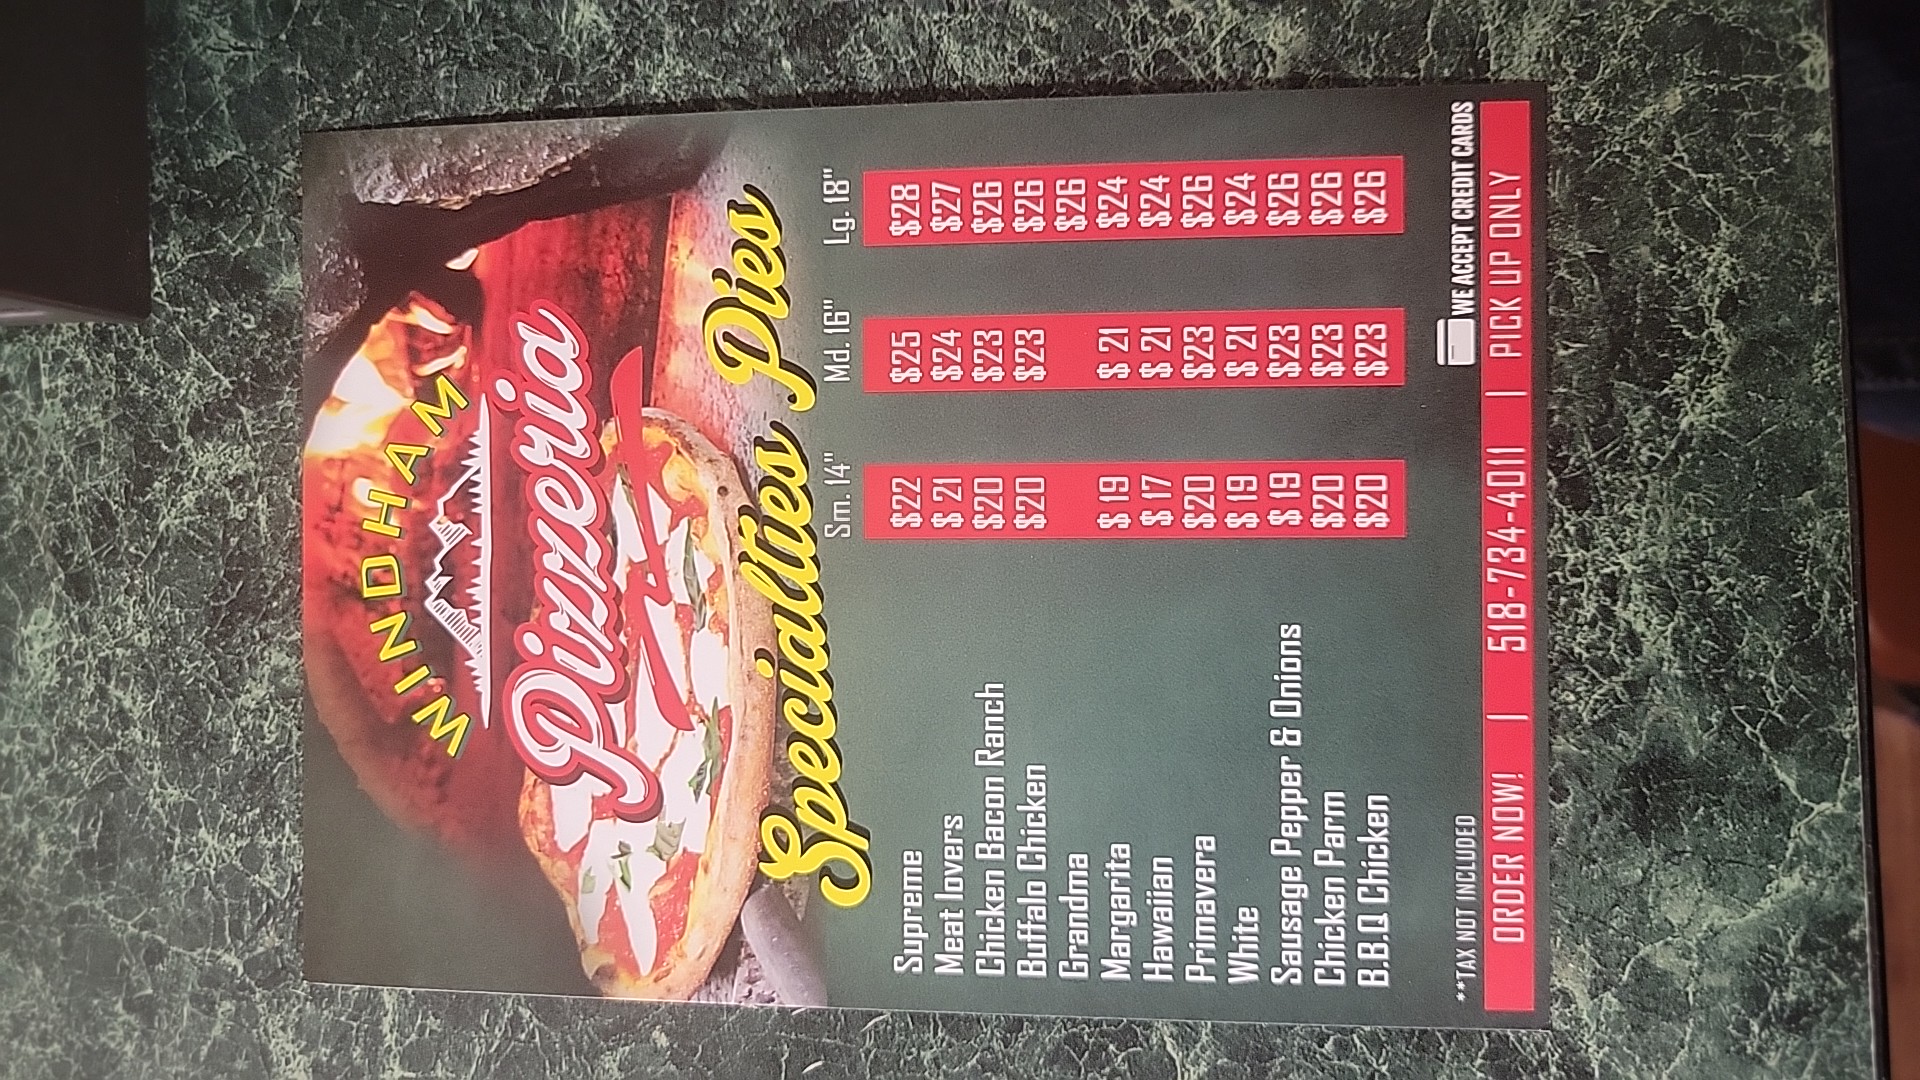 WINDHAM
Pizzeria
Specialties Pies
Sm. 14" Md. 16" Lg. 18"
Supreme $22 $25 $28
Meat lovers $21 $24 $27
Chicken Bacon Ranch $20 $23 $26
Buffalo Chicken $20 $23 $26
Grandma $26
Margarita $19 $21 $24
Hawaiian $17 $21 $24
Primavera $20 $23 $26
White $19 $21 $24
Sausage Pepper & Onions $19 $23 $26
Chicken Parm $20 $23 $26
B.B.Q Chicken $20 $23 $26
**TAX NOT INCLUDED WE ACCEPT CREDIT CARDS
ORDER NOW! | 518-734-4011 | PICK UP ONLY